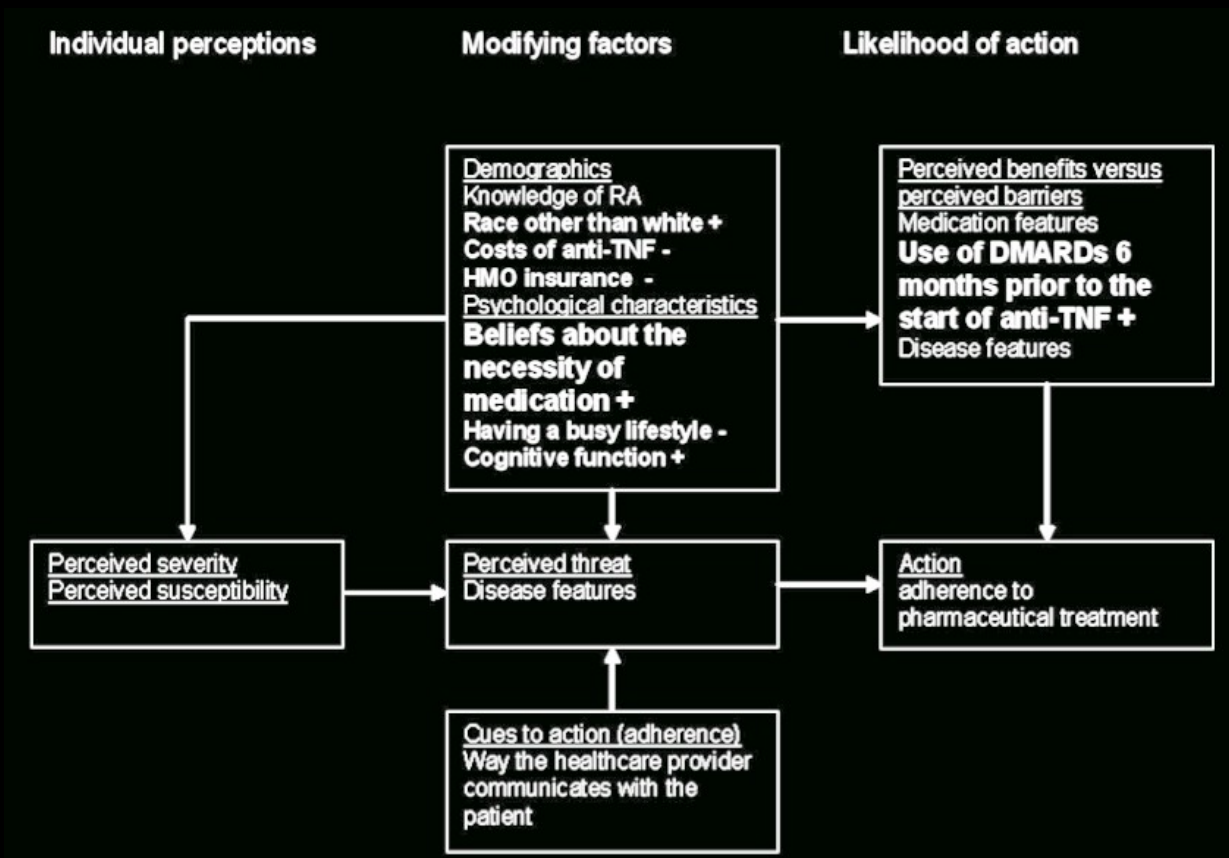 Individual perceptions
Modifying factors
Likelihood of action
Demographics
Knowledge of RA
Race other than white +
Costs of anti-TNF -
HMO insurance -
Psychological characteristics
Beliefs about the
necessity of
medication +
Having a busy lifestyle -
Cognitive function +
Perceived benefits versus
perceived barriers
Medication features
Use of DMARDs 6
months prior to the
start of anti-TNF +
Disease features
Perceived severity
Perceived susceptibility
Perceived threat
Disease features
Action
adherence to
pharmaceutical treatment
Cues to action (adherence)
Way the healthcare provider
communicates with the
patient